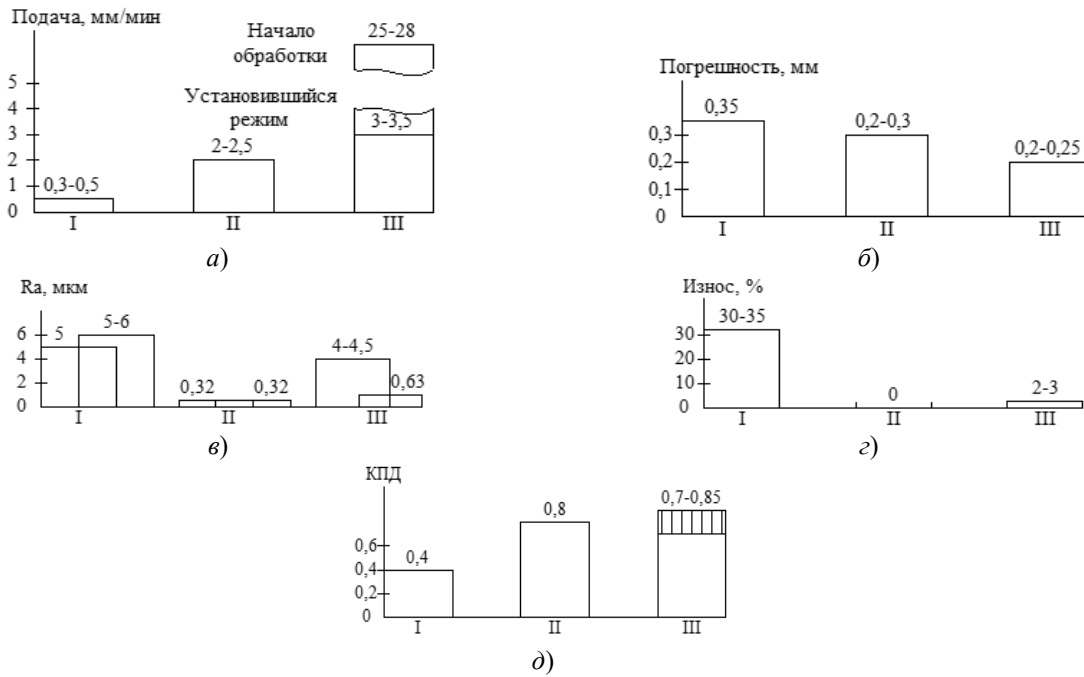 Подача, мм/мин
Начало
обработки
25-28
Установившийся
режим
5
4
3
2
1
0
0,3-0,5
2-2,5
3-3,5
I
II
III
а)
Погрешность, мм
0,35
0,2-0,3
0,2-0,25
0,3
0,2
0,1
0
I
II
III
б)
Ra, мкм
6
4
2
0
5
5-6
0,32
0,32
4-4,5
0,63
I
II
III
в)
Износ, %
30-35
30
20
10
0
0
2-3
I
II
III
г)
КПД
0,6
0,4
0,2
0
0,4
0,8
0,7-0,85
I
II
III
д)